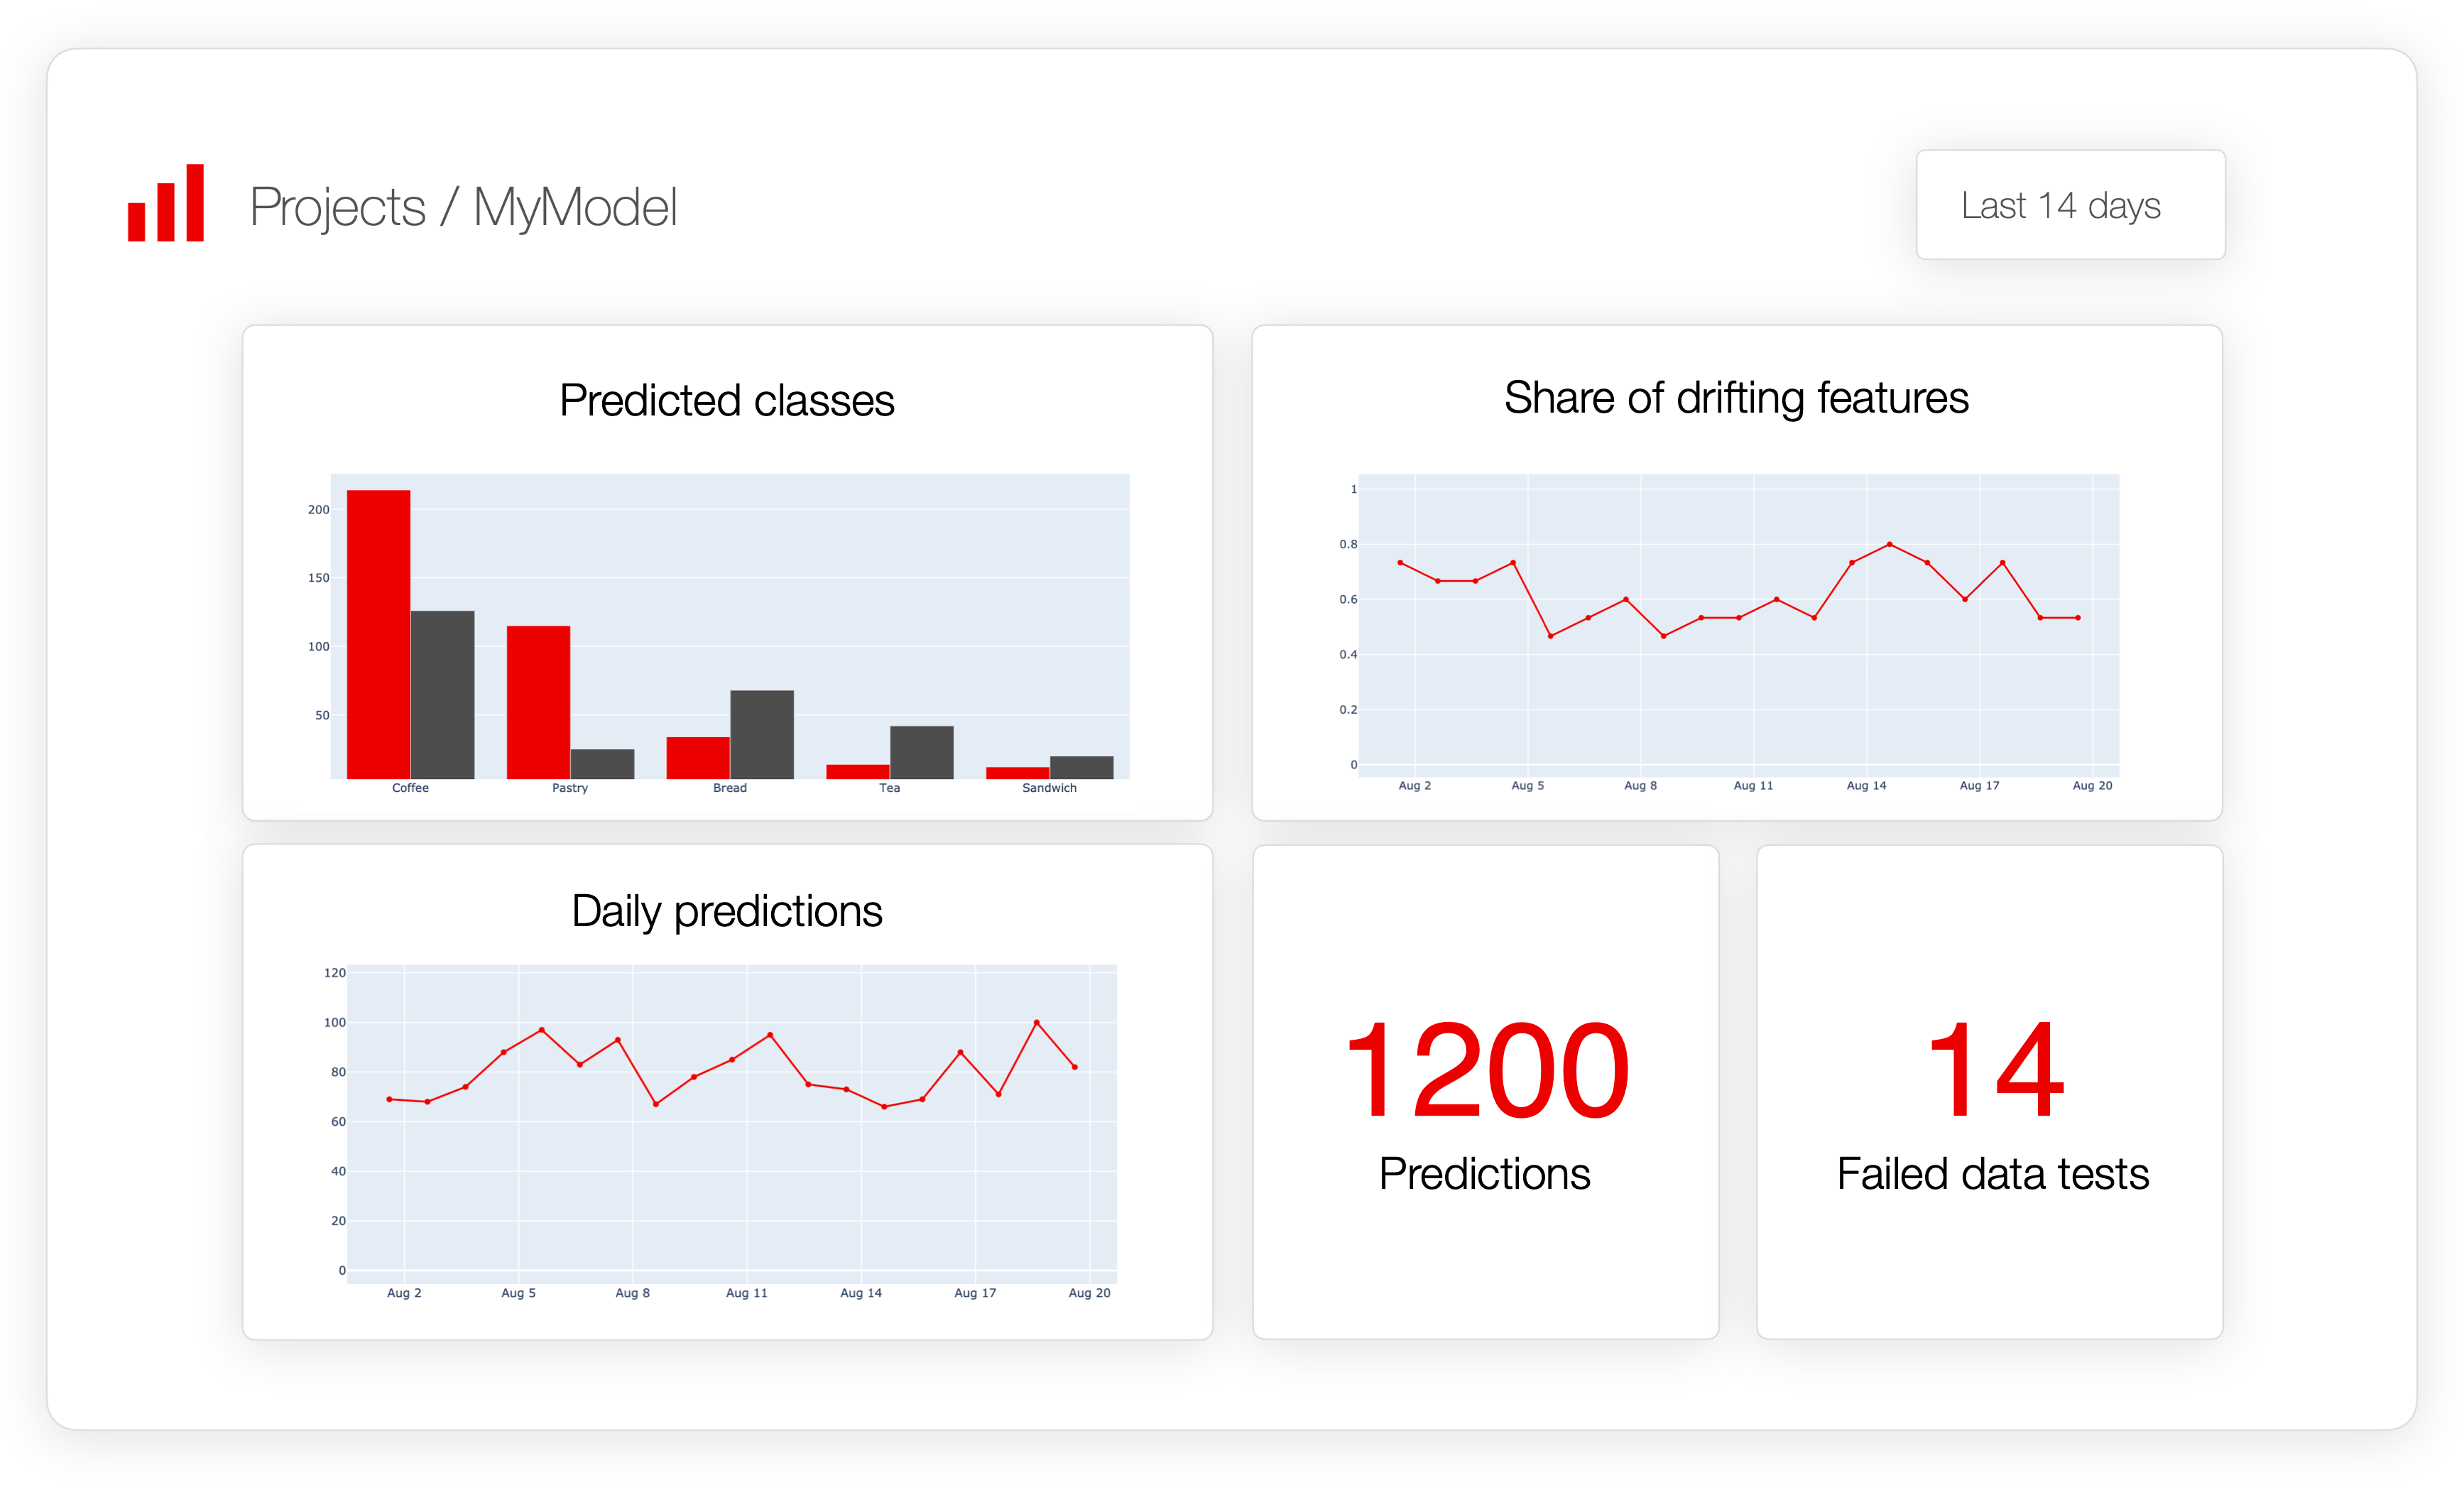 Projects / MyModel
Last 14 days
Predicted classes
200
150
100
50
Coffee Pastry Bread Tea Sandwich
Share of drifting features
1
0.8
0.6
0.4
0.2
0
Aug 2 Aug 5 Aug 8 Aug 11 Aug 14 Aug 17 Aug 20
Daily predictions
120
100
80
60
40
20
0
Aug 2 Aug 5 Aug 8 Aug 11 Aug 14 Aug 17 Aug 20
1200
Predictions
14
Failed data tests